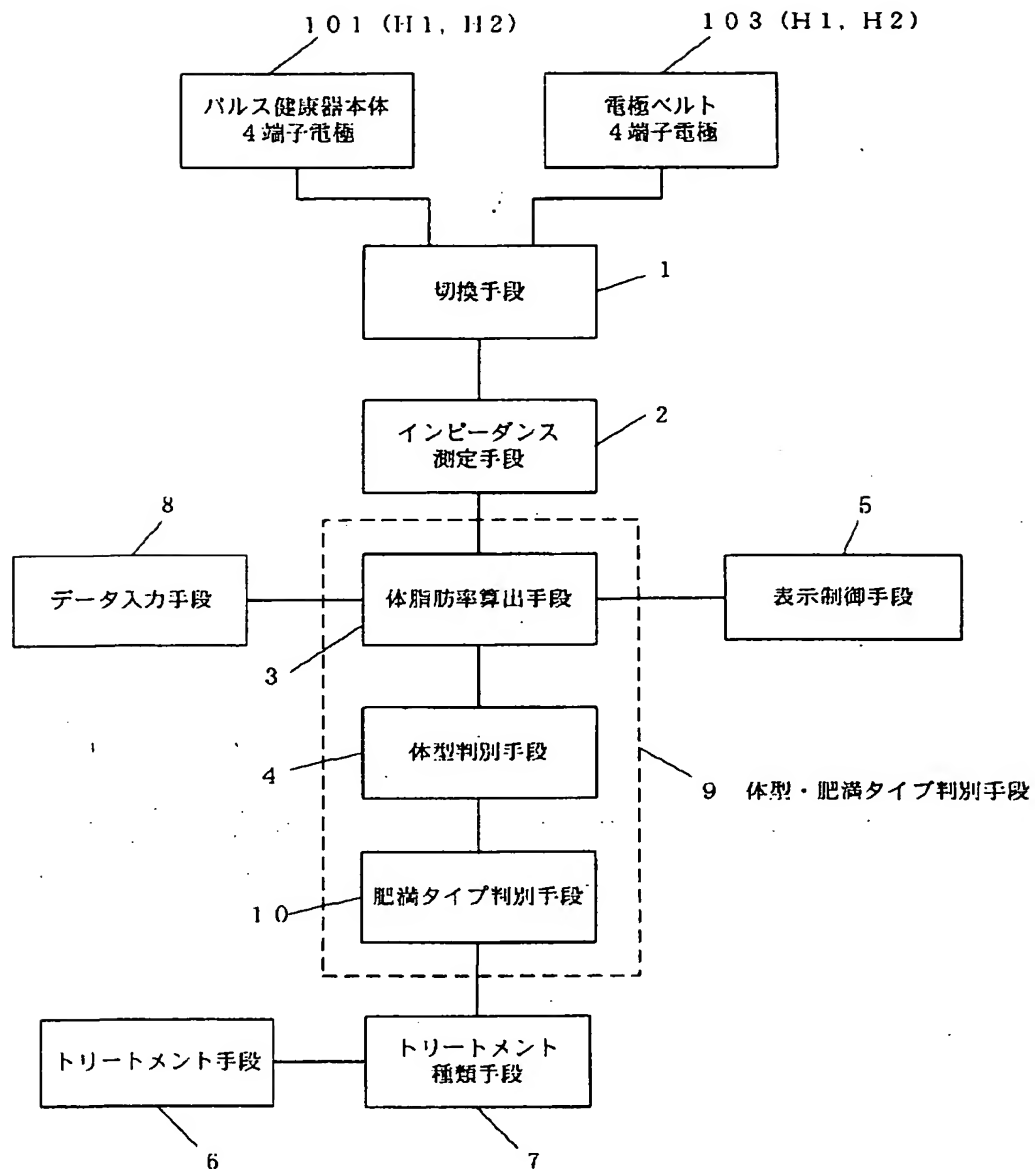 101 (H1, H2)
103 (H1, H2)
パルス健康器本体
4端子電極
電極ベルト
4端子電極
1
切換手段
2
インピーダンス
測定手段
8
5
データ入力手段
体脂肪率算出手段
表示制御手段
3
体型判別手段
4
9 体型・肥満タイプ判別手段
肥満タイプ判別手段
10
トリートメント手段
トリートメント
種類手段
6
7